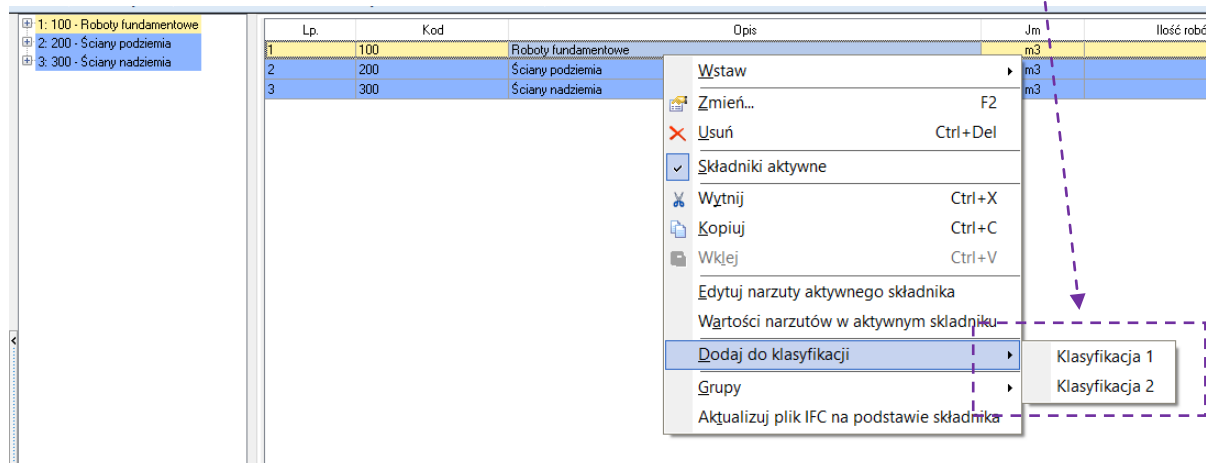 1: 100 - Roboty fundamentowe
2: 200 - Ściany podziemia
3: 300 - Ściany nadziemia
Lp. Kod Opis Jm Ilość robó
1 100 Roboty fundamentowe m3
2 200 Ściany podziemia m3
3 300 Ściany nadziemia m3
Wstaw
Zmień... F2
Usuń Ctrl+Del
Składniki aktywne
Wytnij Ctrl+X
Kopiuj Ctrl+C
Wklej Ctrl+V
Edytuj narzuty aktywnego składnika
Wartości narzutów w aktywnym skladniku
Dodaj do klasyfikacji
Klasyfikacja 1
Klasyfikacja 2
Grupy
Aktualizuj plik IFC na podstawie składnika